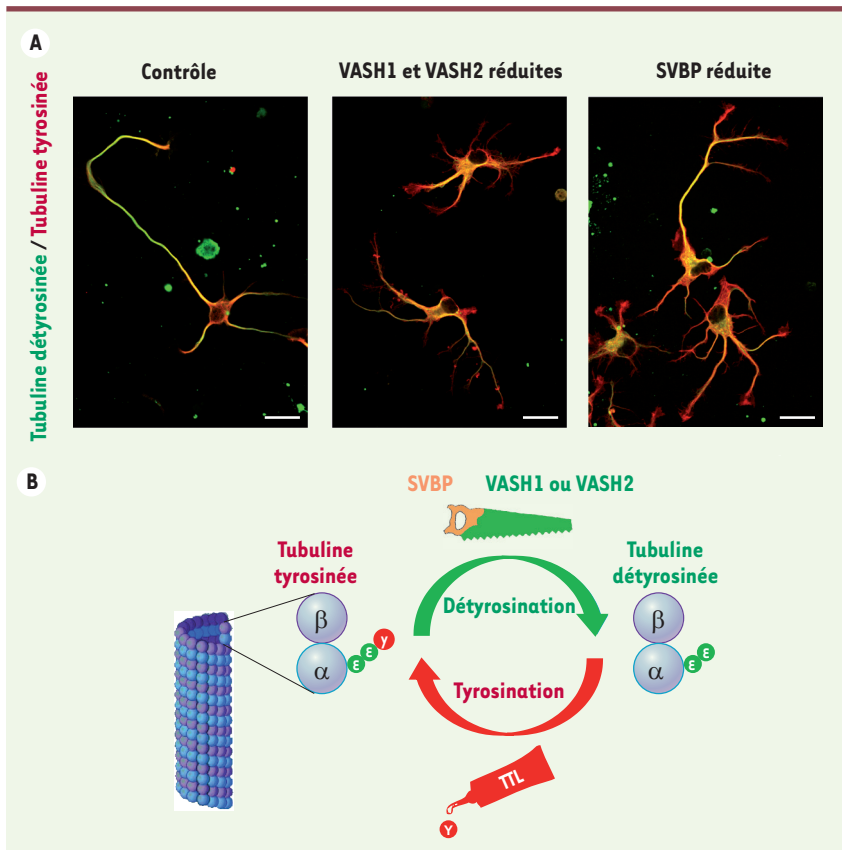 A
Contrôle
VASH1 et VASH2 réduites
SVBP réduite
Tubuline détyrosinée / Tubuline tyrosinée
B
SVBP
VASH1 ou VASH2
Tubuline
tyrosinée
Tubuline
détyrosinée
β
α
ε
ε
y
Détyrosination
Tyrosination
β
α
ε
ε
TTL
Y